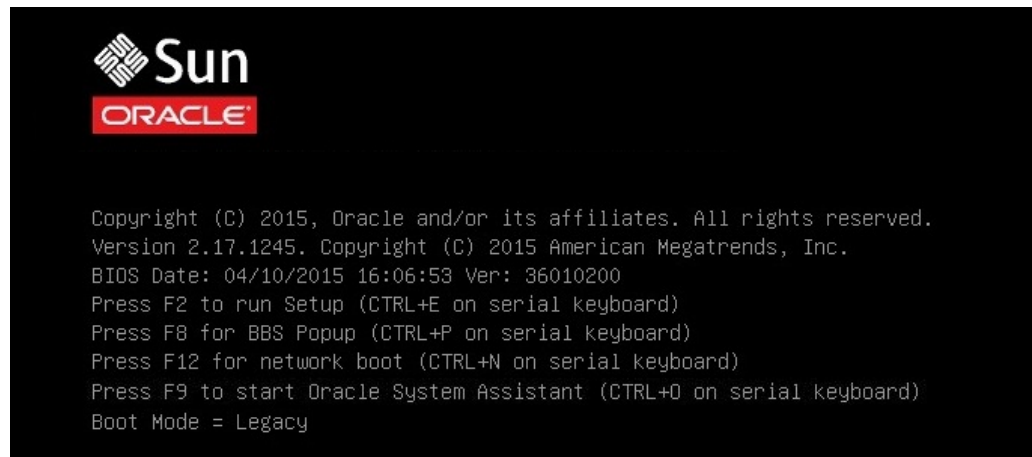 Sun
ORACLE
Copyright (C) 2015, Oracle and/or its affiliates. All rights reserved.
Version 2.17.1245. Copyright (C) 2015 American Megatrends, Inc.
BIOS Date: 04/10/2015 16:06:53 Ver: 36010200
Press F2 to run Setup (CTRL+E on serial keyboard)
Press F8 for BBS Popup (CTRL+P on serial keyboard)
Press F12 for network boot (CTRL+N on serial keyboard)
Press F9 to start Oracle System Assistant (CTRL+O on serial keyboard)
Boot Mode = Legacy